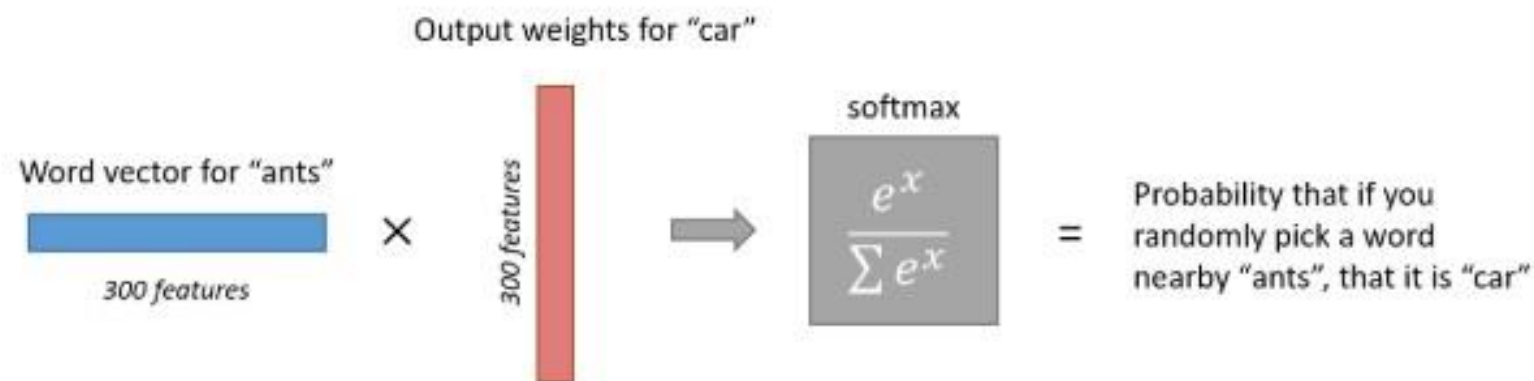 Output weights for “car”
softmax
Word vector for “ants”
300 features
×
300 features
e^x
∑ e^x
=
Probability that if you
randomly pick a word
nearby “ants”, that it is “car”